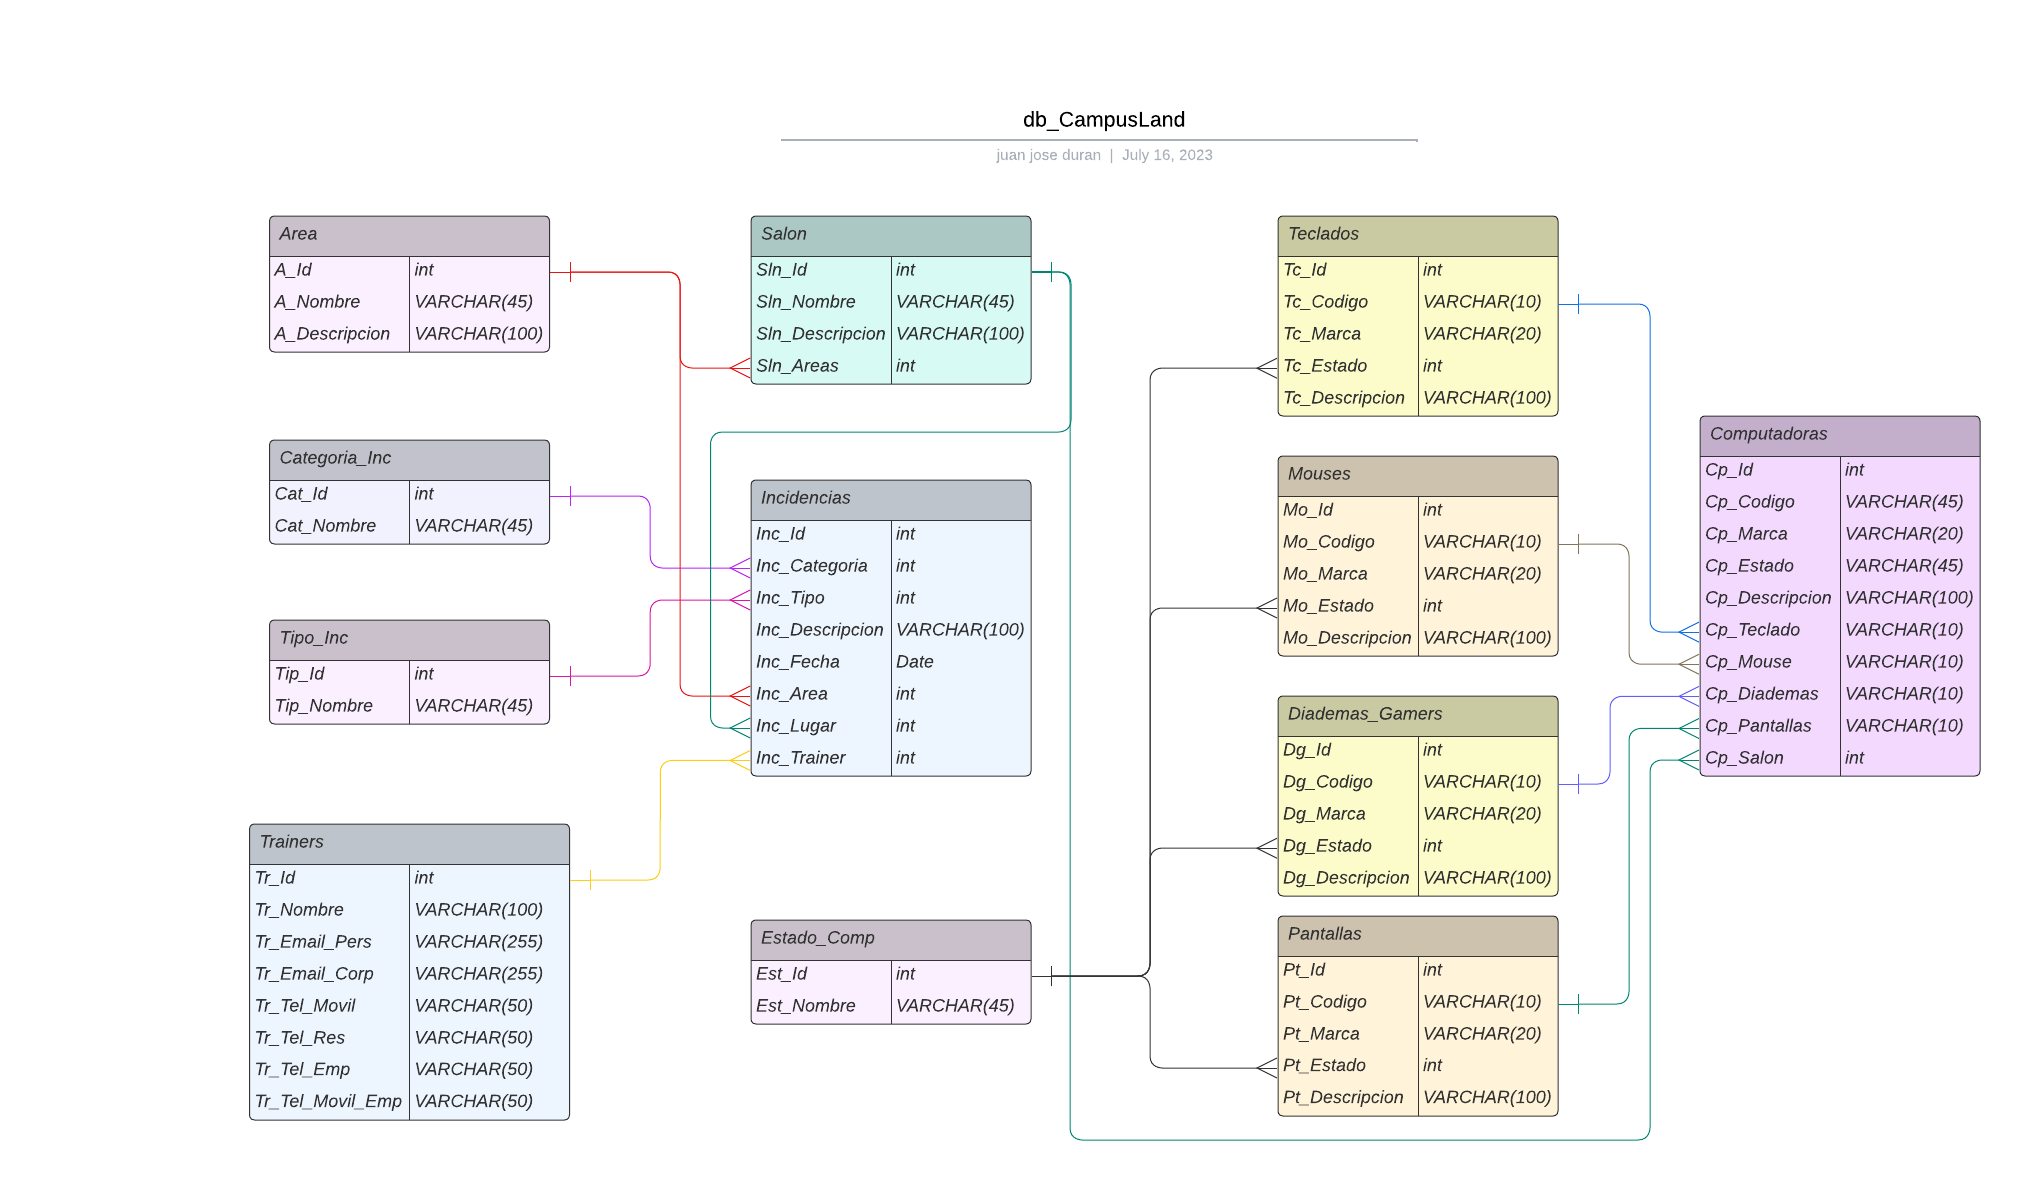 db_CampusLand
juan jose duran | July 16, 2023
Area
A_Id int
A_Nombre VARCHAR(45)
A_Descripcion VARCHAR(100)
Categoria_Inc
Cat_Id int
Cat_Nombre VARCHAR(45)
Tipo_Inc
Tip_Id int
Tip_Nombre VARCHAR(45)
Trainers
Tr_Id int
Tr_Nombre VARCHAR(100)
Tr_Email_Pers VARCHAR(255)
Tr_Email_Corp VARCHAR(255)
Tr_Tel_Movil VARCHAR(50)
Tr_Tel_Res VARCHAR(50)
Tr_Tel_Emp VARCHAR(50)
Tr_Tel_Movil_Emp VARCHAR(50)
Salon
Sln_Id int
Sln_Nombre VARCHAR(45)
Sln_Descripcion VARCHAR(100)
Sln_Areas int
Incidencias
Inc_Id int
Inc_Categoria int
Inc_Tipo int
Inc_Descripcion VARCHAR(100)
Inc_Fecha Date
Inc_Area int
Inc_Lugar int
Inc_Trainer int
Estado_Comp
Est_Id int
Est_Nombre VARCHAR(45)
Teclados
Tc_Id int
Tc_Codigo VARCHAR(10)
Tc_Marca VARCHAR(20)
Tc_Estado int
Tc_Descripcion VARCHAR(100)
Mouses
Mo_Id int
Mo_Codigo VARCHAR(10)
Mo_Marca VARCHAR(20)
Mo_Estado int
Mo_Descripcion VARCHAR(100)
Diademas_Gamers
Dg_Id int
Dg_Codigo VARCHAR(10)
Dg_Marca VARCHAR(20)
Dg_Estado int
Dg_Descripcion VARCHAR(100)
Pantallas
Pt_Id int
Pt_Codigo VARCHAR(10)
Pt_Marca VARCHAR(20)
Pt_Estado int
Pt_Descripcion VARCHAR(100)
Computadoras
Cp_Id int
Cp_Codigo VARCHAR(45)
Cp_Marca VARCHAR(20)
Cp_Estado VARCHAR(45)
Cp_Descripcion VARCHAR(100)
Cp_Teclado VARCHAR(10)
Cp_Mouse VARCHAR(10)
Cp_Diademas VARCHAR(10)
Cp_Pantallas VARCHAR(10)
Cp_Salon int